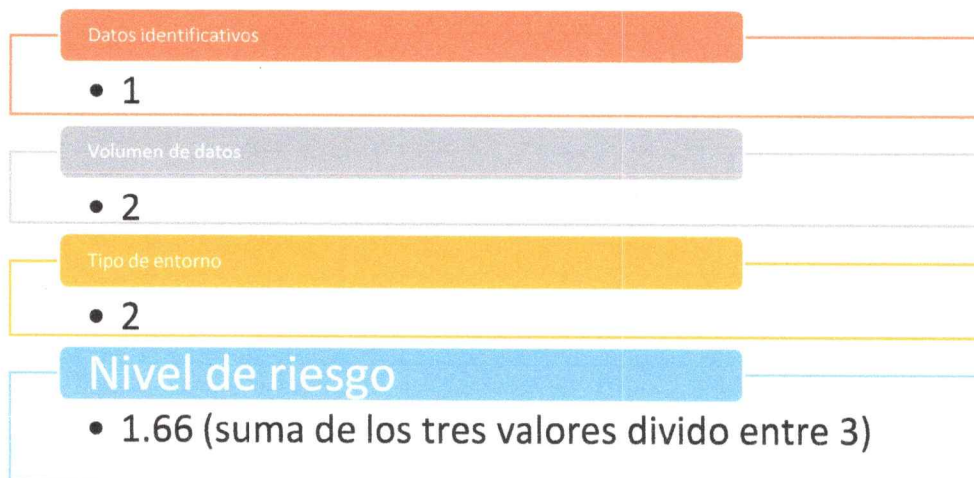 Datos identificativos
• 1
Volumen de datos
• 2
Tipo de entorno
• 2
Nivel de riesgo
• 1.66 (suma de los tres valores divido entre 3)